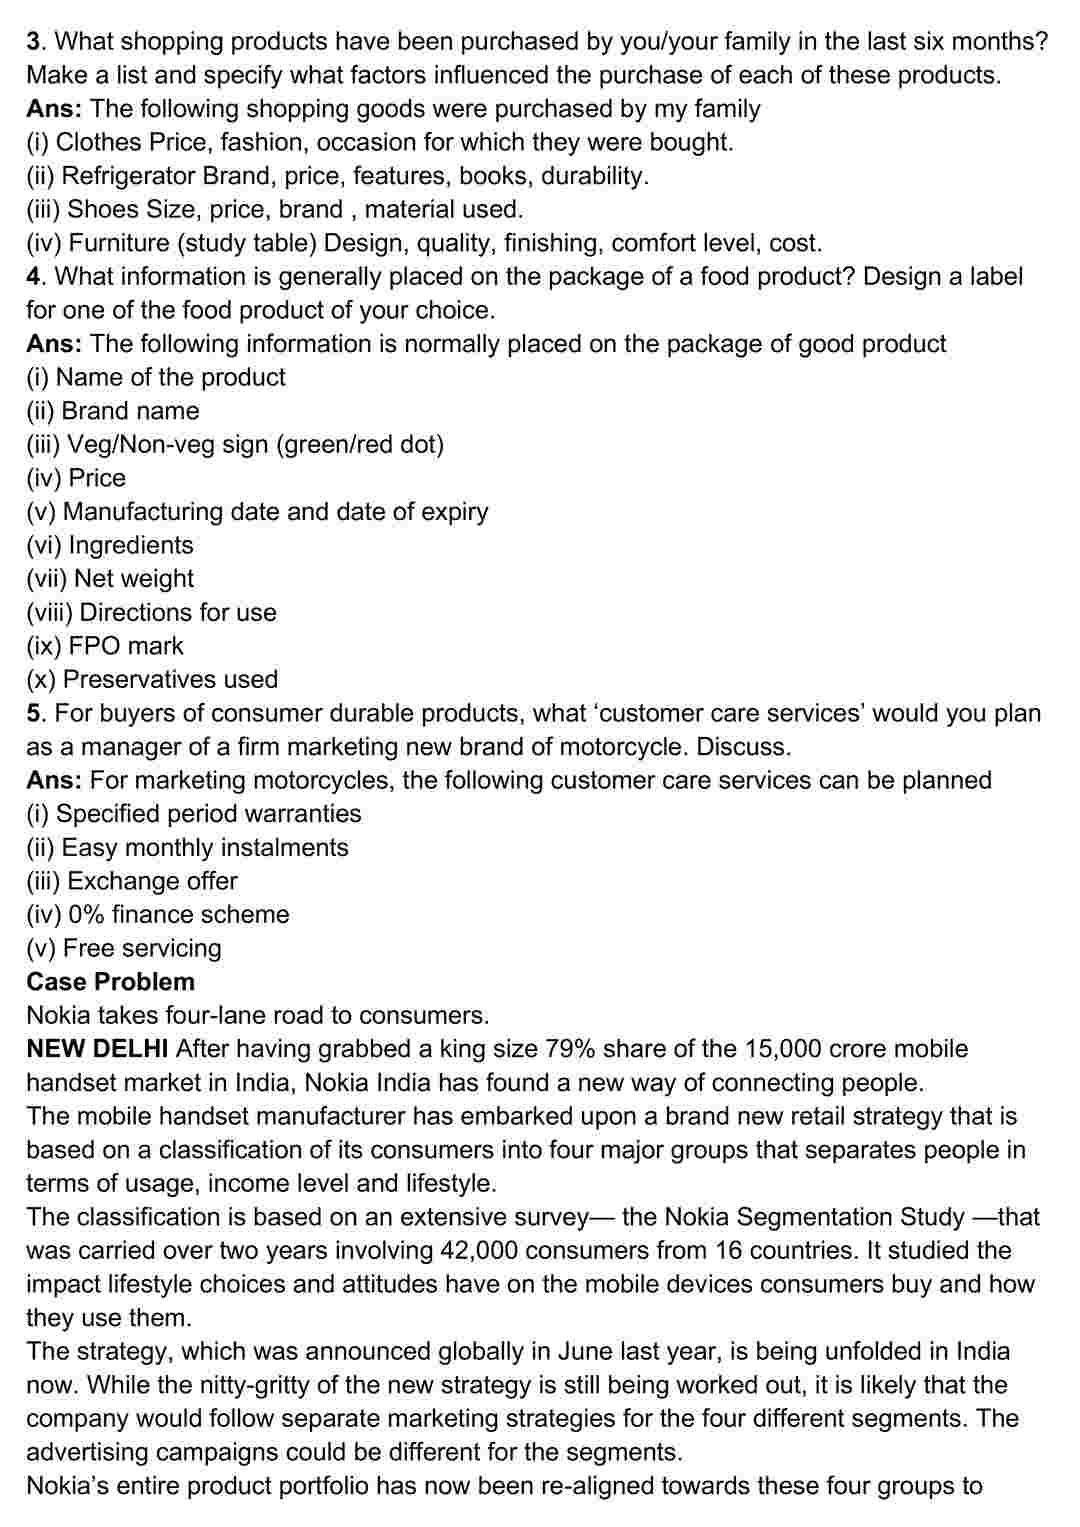 3. What shopping products have been purchased by you/your family in the last six months?
Make a list and specify what factors influenced the purchase of each of these products.
Ans: The following shopping goods were purchased by my family
(i) Clothes Price, fashion, occasion for which they were bought.
(ii) Refrigerator Brand, price, features, books, durability.
(iii) Shoes Size, price, brand , material used.
(iv) Furniture (study table) Design, quality, finishing, comfort level, cost.
4. What information is generally placed on the package of a food product? Design a label
for one of the food product of your choice.
Ans: The following information is normally placed on the package of good product
(i) Name of the product
(ii) Brand name
(iii) Veg/Non-veg sign (green/red dot)
(iv) Price
(v) Manufacturing date and date of expiry
(vi) Ingredients
(vii) Net weight
(viii) Directions for use
(ix) FPO mark
(x) Preservatives used
5. For buyers of consumer durable products, what ‘customer care services’ would you plan
as a manager of a firm marketing new brand of motorcycle. Discuss.
Ans: For marketing motorcycles, the following customer care services can be planned
(i) Specified period warranties
(ii) Easy monthly instalments
(iii) Exchange offer
(iv) 0% finance scheme
(v) Free servicing
Case Problem
Nokia takes four-lane road to consumers.
NEW DELHI After having grabbed a king size 79% share of the 15,000 crore mobile
handset market in India, Nokia India has found a new way of connecting people.
The mobile handset manufacturer has embarked upon a brand new retail strategy that is
based on a classification of its consumers into four major groups that separates people in
terms of usage, income level and lifestyle.
The classification is based on an extensive survey— the Nokia Segmentation Study —that
was carried over two years involving 42,000 consumers from 16 countries. It studied the
impact lifestyle choices and attitudes have on the mobile devices consumers buy and how
they use them.
The strategy, which was announced globally in June last year, is being unfolded in India
now. While the nitty-gritty of the new strategy is still being worked out, it is likely that the
company would follow separate marketing strategies for the four different segments. The
advertising campaigns could be different for the segments.
Nokia’s entire product portfolio has now been re-aligned towards these four groups to